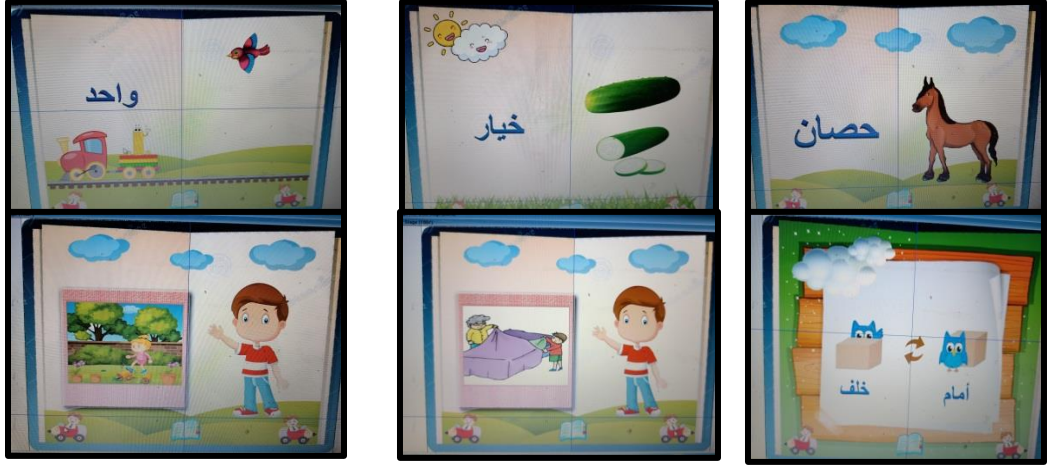 واحد
خيار
حصان
خلف
أمام